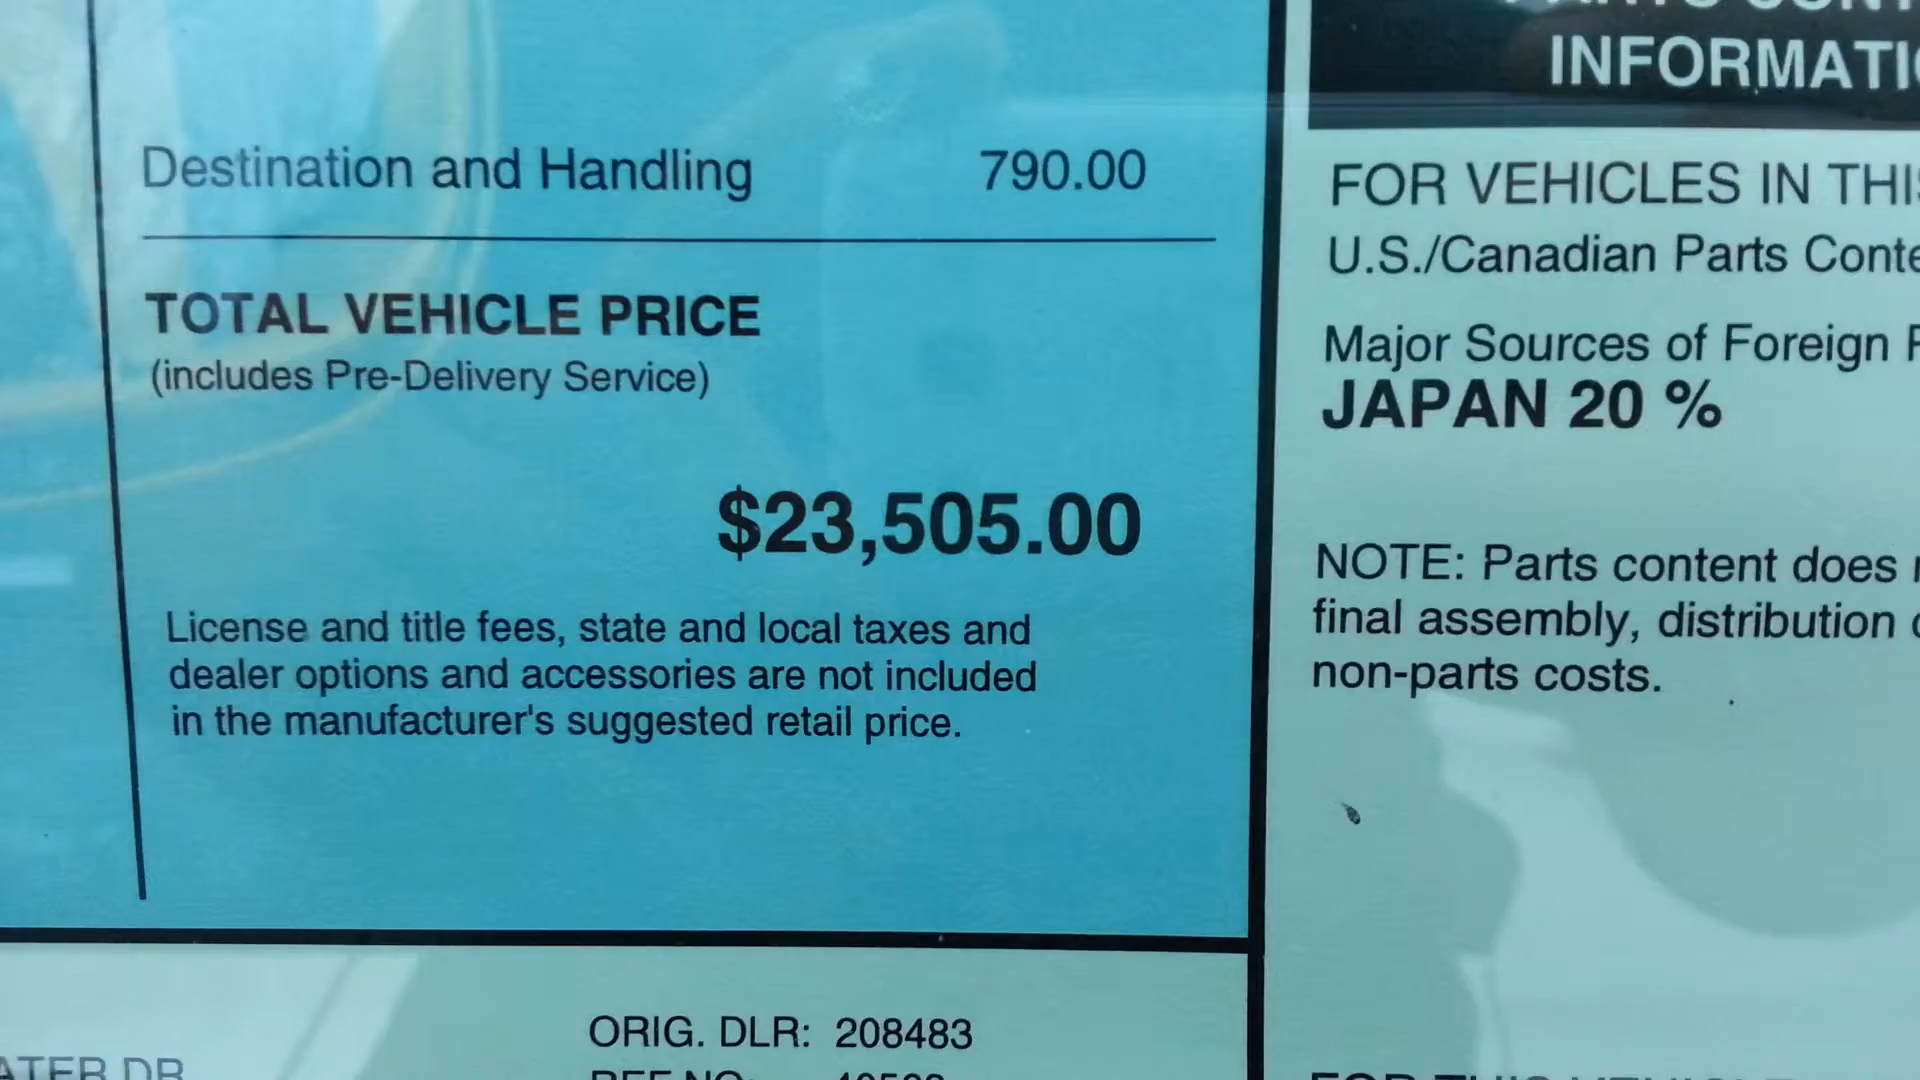 Destination and Handling 790.00
TOTAL VEHICLE PRICE
(includes Pre-Delivery Service)
$23,505.00
License and title fees, state and local taxes and
dealer options and accessories are not included
in the manufacturer's suggested retail price.
ORIG. DLR: 208483
DR
INFORMATI
FOR VEHICLES IN THIS
U.S./Canadian Parts Conte
Major Sources of Foreign
JAPAN 20 %
NOTE: Parts content does
final assembly, distribution
non-parts costs.